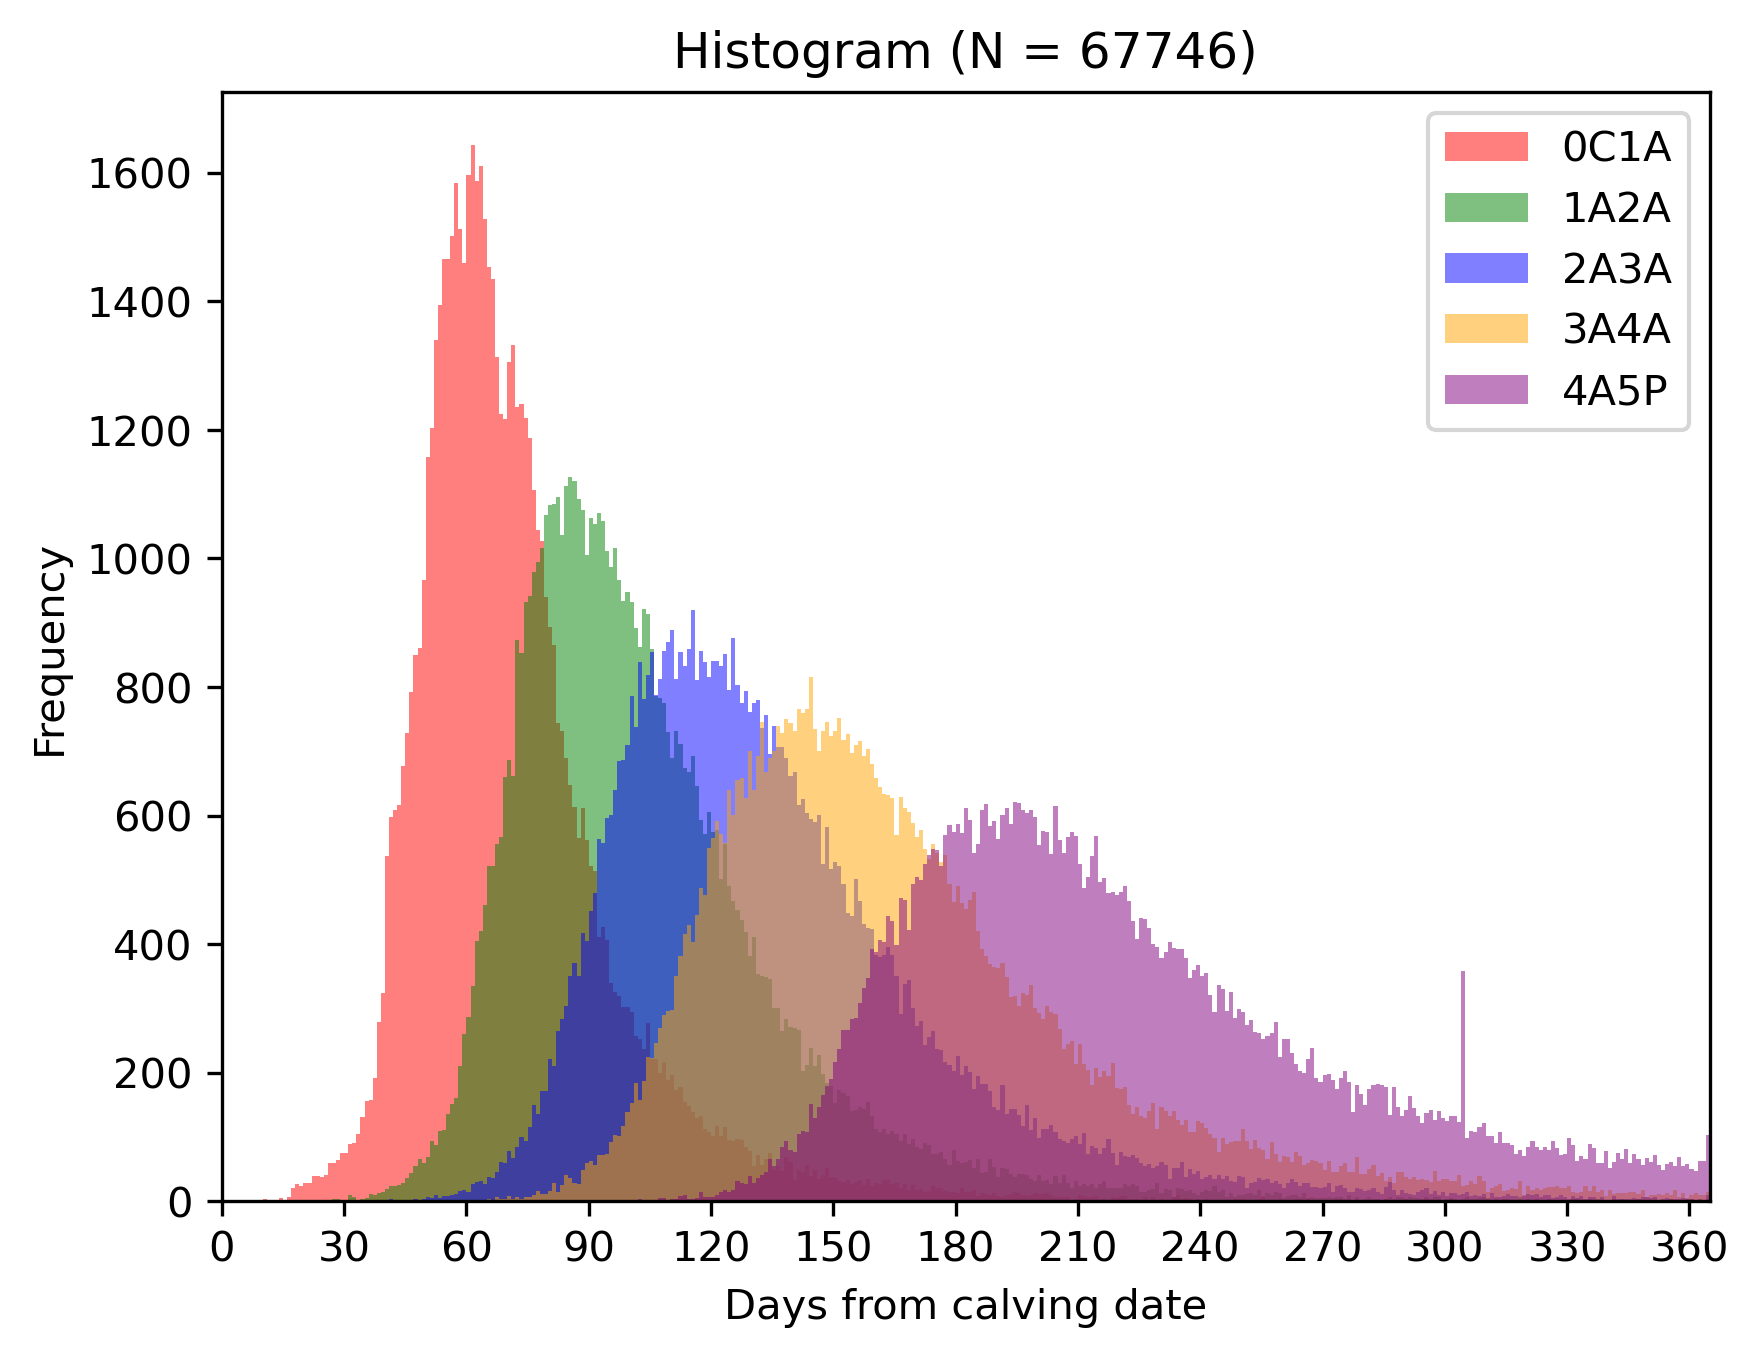 Histogram (N = 67746)
0C1A
1A2A
2A3A
3A4A
4A5P
Frequency
1600
1400
1200
1000
800
600
400
200
0
0 30 60 90 120 150 180 210 240 270 300 330 360
Days from calving date